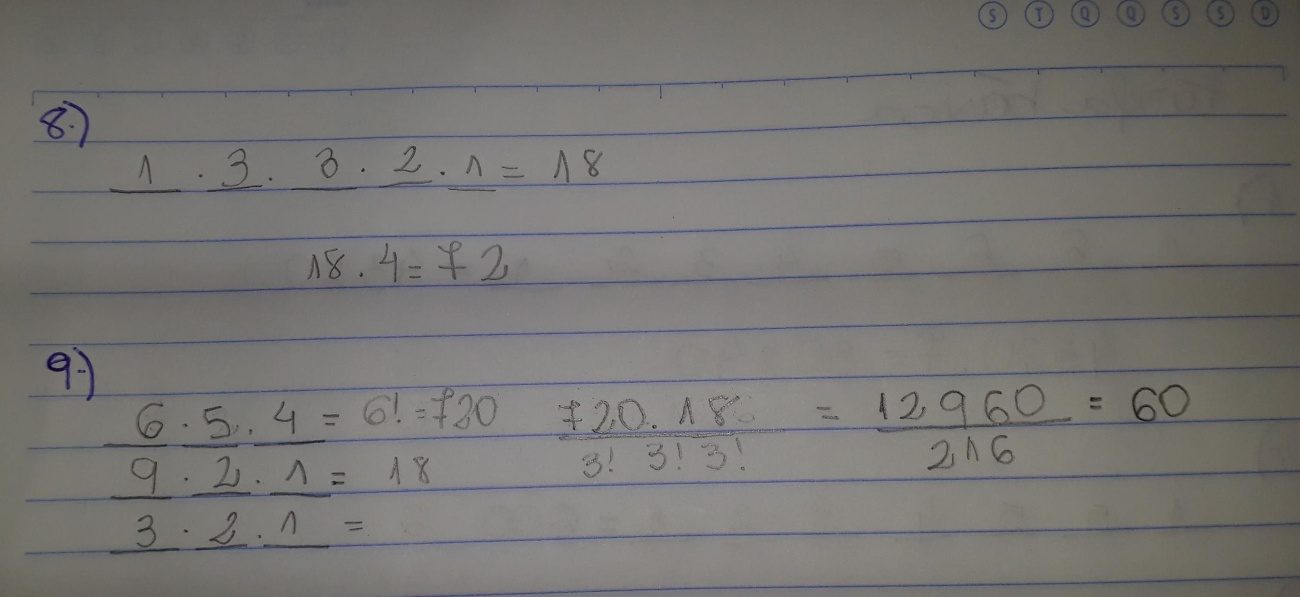 S T Q Q S S D
8.)
1 . 3 . 3 . 2 . 1 = 18
18 . 4 = 72
9.)
6 . 5 . 4 = 6! = 720 720 . 18 / 3! 3! 3! = 12960 / 216 = 60
9 . 2 . 1 = 18
3 . 2 . 1 =